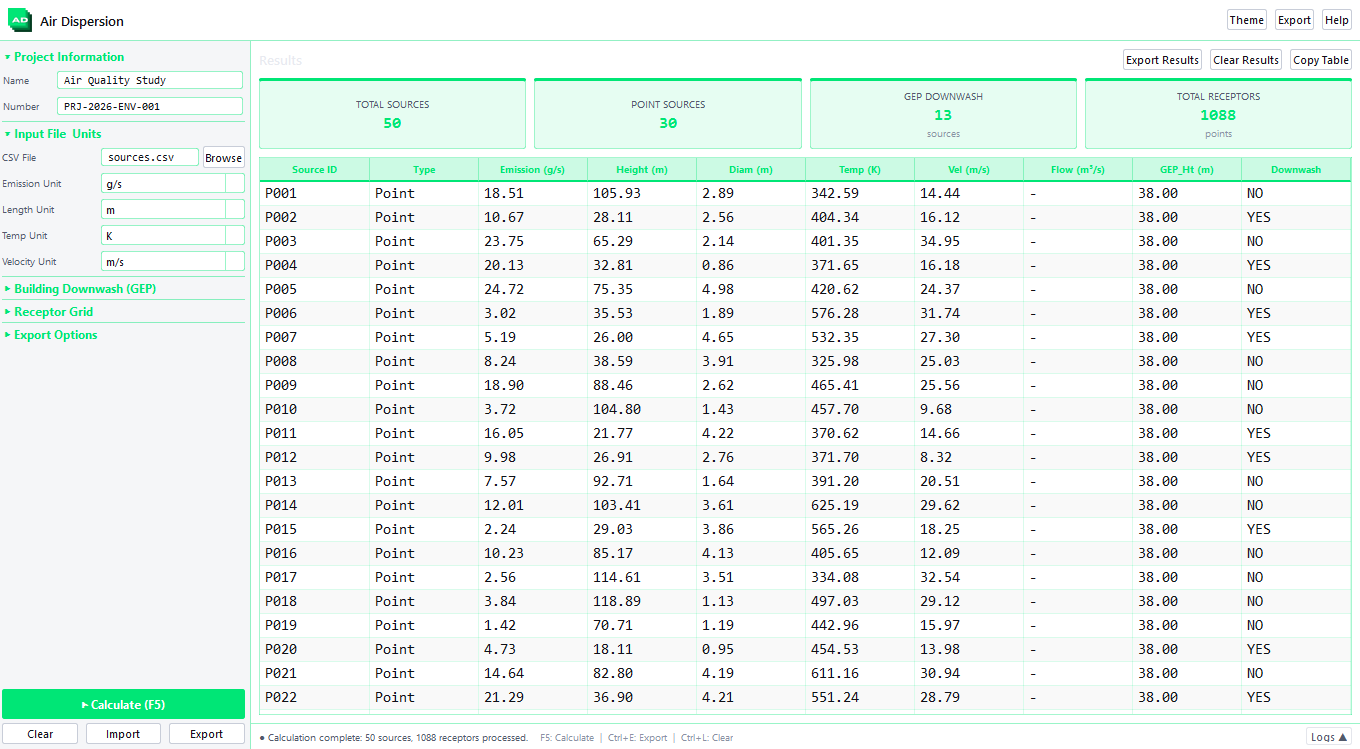 AD Air Dispersion Theme Export Help
▾ Project Information
Name Air Quality Study
Number PRJ-2026-ENV-001
▾ Input File Units
CSV File sources.csv Browse
Emission Unit g/s
Length Unit m
Temp Unit K
Velocity Unit m/s
▸ Building Downwash (GEP)
▸ Receptor Grid
▸ Export Options
▸ Calculate (F5)
Clear Import Export
Results Export Results Clear Results Copy Table
TOTAL SOURCES
50
POINT SOURCES
30
GEP DOWNWASH
13
sources
TOTAL RECEPTORS
1088
points
Source ID Type Emission (g/s) Height (m) Diam (m) Temp (K) Vel (m/s) Flow (m³/s) GEP_Ht (m) Downwash
P001 Point 18.51 105.93 2.89 342.59 14.44 - 38.00 NO
P002 Point 10.67 28.11 2.56 404.34 16.12 - 38.00 YES
P003 Point 23.75 65.29 2.14 401.35 34.95 - 38.00 NO
P004 Point 20.13 32.81 0.86 371.65 16.18 - 38.00 YES
P005 Point 24.72 75.35 4.98 420.62 24.37 - 38.00 NO
P006 Point 3.02 35.53 1.89 576.28 31.74 - 38.00 YES
P007 Point 5.19 26.00 4.65 532.35 27.30 - 38.00 YES
P008 Point 8.24 38.59 3.91 325.98 25.03 - 38.00 NO
P009 Point 18.90 88.46 2.62 465.41 25.56 - 38.00 NO
P010 Point 3.72 104.80 1.43 457.70 9.68 - 38.00 NO
P011 Point 16.05 21.77 4.22 370.62 14.66 - 38.00 YES
P012 Point 9.98 26.91 2.76 371.70 8.32 - 38.00 YES
P013 Point 7.57 92.71 1.64 391.20 20.51 - 38.00 NO
P014 Point 12.01 103.41 3.61 625.19 29.62 - 38.00 NO
P015 Point 2.24 29.03 3.86 565.26 18.25 - 38.00 YES
P016 Point 10.23 85.17 4.13 405.65 12.09 - 38.00 NO
P017 Point 2.56 114.61 3.51 334.08 32.54 - 38.00 NO
P018 Point 3.84 118.89 1.13 497.03 29.12 - 38.00 NO
P019 Point 1.42 70.71 1.19 442.96 15.97 - 38.00 NO
P020 Point 4.73 18.11 0.95 454.53 13.98 - 38.00 YES
P021 Point 14.64 82.80 4.19 611.16 30.94 - 38.00 NO
P022 Point 21.29 36.90 4.21 551.24 28.79 - 38.00 YES
● Calculation complete: 50 sources, 1088 receptors processed. F5: Calculate | Ctrl+E: Export | Ctrl+L: Clear Logs ▲